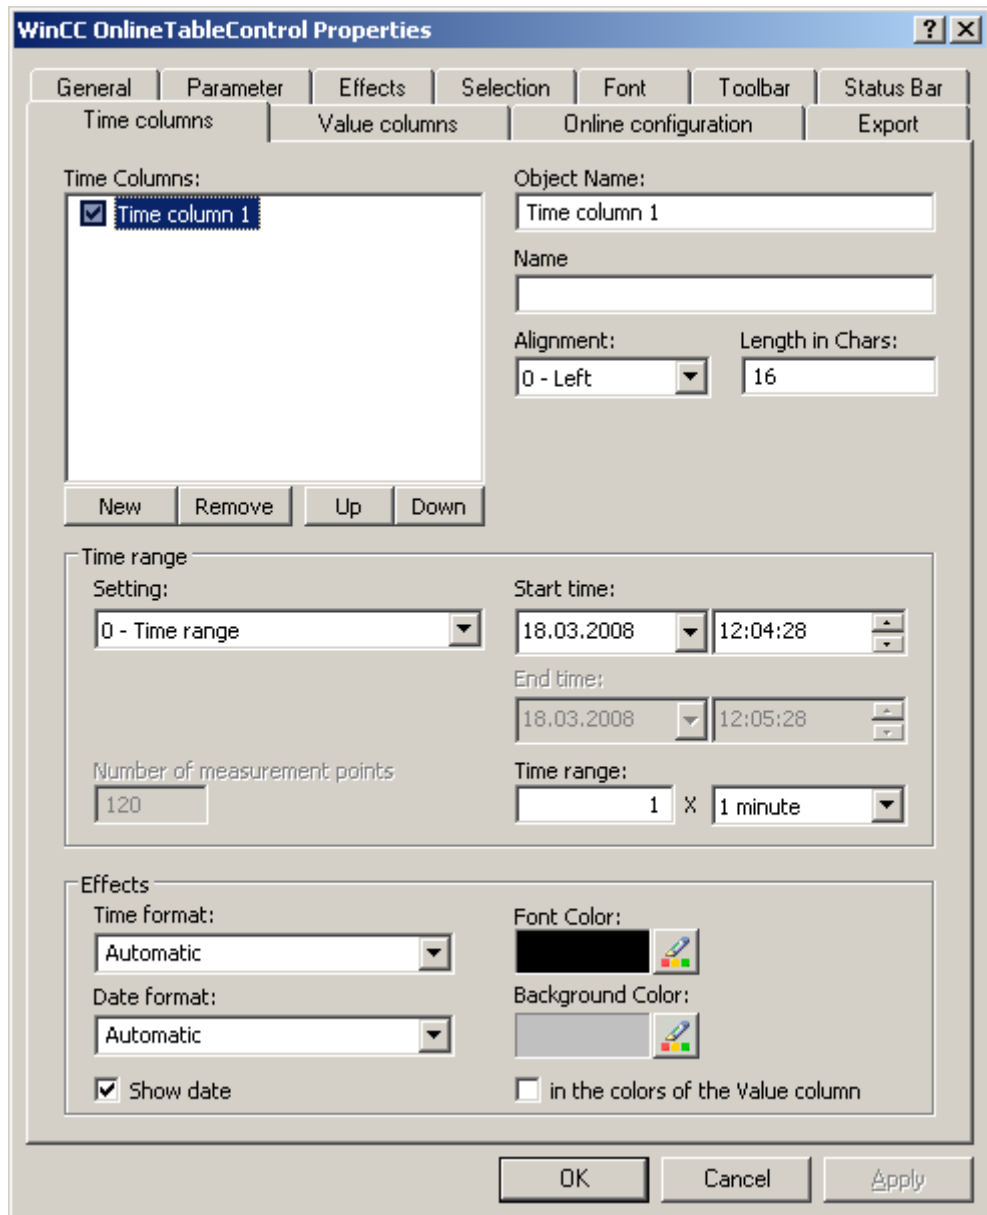 WinCC OnlineTableControl Properties
General Parameter Effects Selection Font Toolbar Status Bar
Time columns Value columns Online configuration Export
Time Columns:
Time column 1
New Remove Up Down
Object Name:
Time column 1
Name
Alignment: Length in Chars:
0 - Left 16
Time range
Setting:
0 - Time range
Start time:
18.03.2008 12:04:28
End time:
18.03.2008 12:05:28
Number of measurement points
120
Time range:
1 X 1 minute
Effects
Time format:
Automatic
Date format:
Automatic
Show date
Font Color:
Background Color:
in the colors of the Value column
OK Cancel Apply